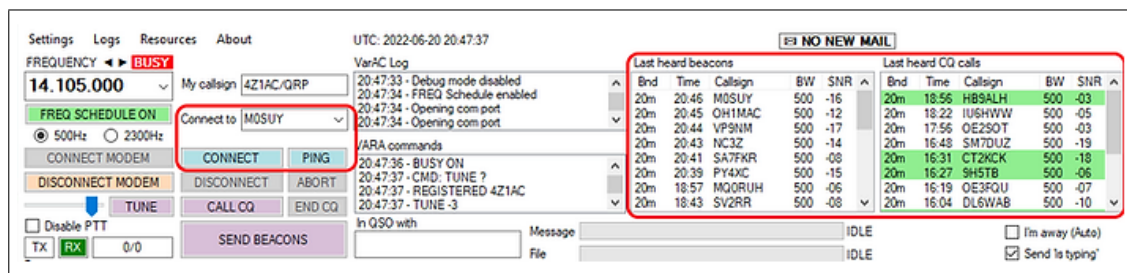 Settings Logs Resources About UTC: 2022-06-20 20:47:37 NO NEW MAIL
FREQUENCY ◄ ► BUSY
14.105.000
FREQ SCHEDULE ON
500Hz 2300Hz
CONNECT MODEM
DISCONNECT MODEM
TUNE
Disable PTT
TX RX 0/0
My callsign 4Z1AC/QRP
Connect to M0SUY
CONNECT PING
DISCONNECT ABORT
CALL CQ END CQ
SEND BEACONS
VarAC Log
20:47:33 - Debug mode disabled
20:47:34 - FREQ Schedule enabled
20:47:34 - Opening com port
20:47:34 - Opening com port
VARA commands
20:47:36 - BUSY ON
20:47:37 - CMD: TUNE ?
20:47:37 - REGISTERED 4Z1AC
20:47:37 - TUNE -3
In QSO with
Message IDLE
File IDLE
Last heard beacons
Bnd Time Callsign BW SNR
20m 20:46 M0SUY 500 -16
20m 20:45 OH1MAC 500 -12
20m 20:44 VP9NM 500 -17
20m 20:43 NC3Z 500 -14
20m 20:41 SA7FKR 500 -08
20m 20:39 PY4XC 500 -15
20m 18:57 MQ0RUH 500 -06
20m 18:43 SV2RR 500 -08
Last heard CQ calls
Bnd Time Callsign BW SNR
20m 18:56 HB9ALH 500 -03
20m 18:22 IU6HWW 500 -05
20m 17:56 OE2SOT 500 -03
20m 16:48 SM7DUZ 500 -19
20m 16:31 CT2KCK 500 -18
20m 16:27 9H5TB 500 -06
20m 16:19 OE3FQU 500 -07
20m 16:04 DL6WAB 500 -10
I'm away (Auto)
Send 'is typing'